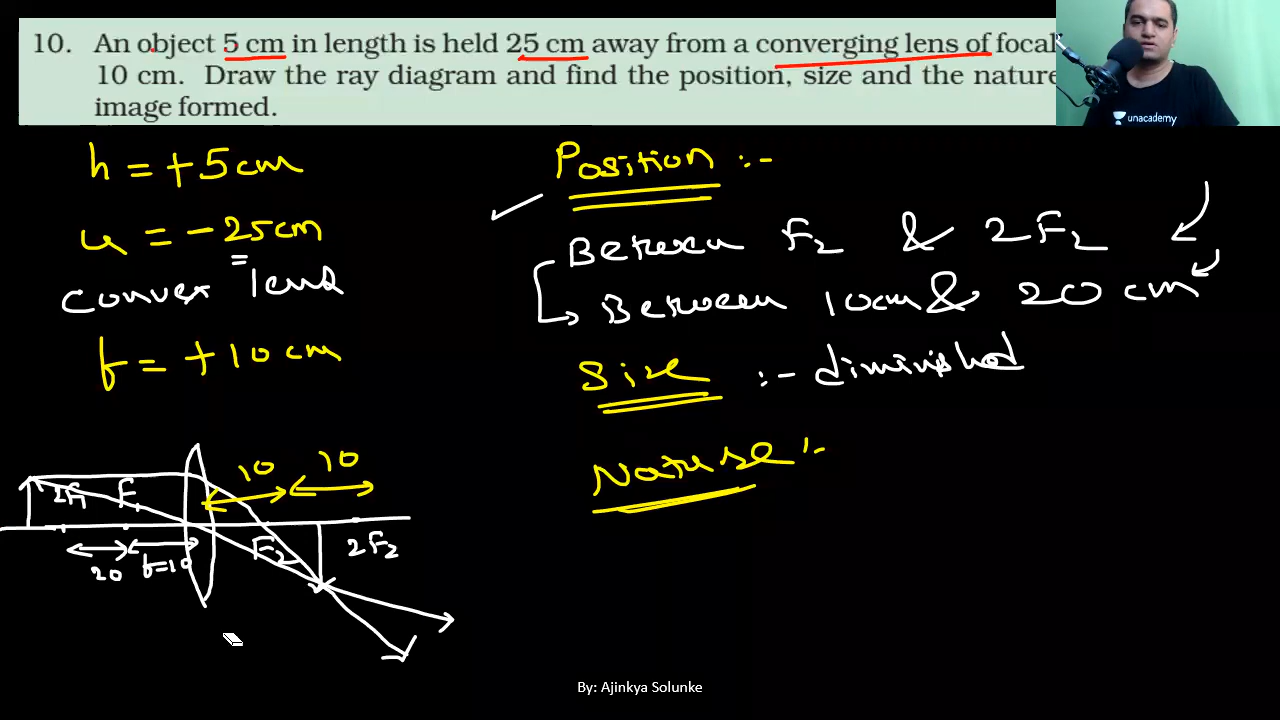 10. An object 5 cm in length is held 25 cm away from a converging lens of focal
10 cm. Draw the ray diagram and find the position, size and the nature
image formed.
unacademy
h = +5cm
u = -25cm
convex lens
f = +10 cm
Position :-
Between F2 & 2F2
Between 10cm & 20 cm
Size :- diminished
Nature :-
10 10
2F1 F1
F2 2F2
20 f=10
By: Ajinkya Solunke